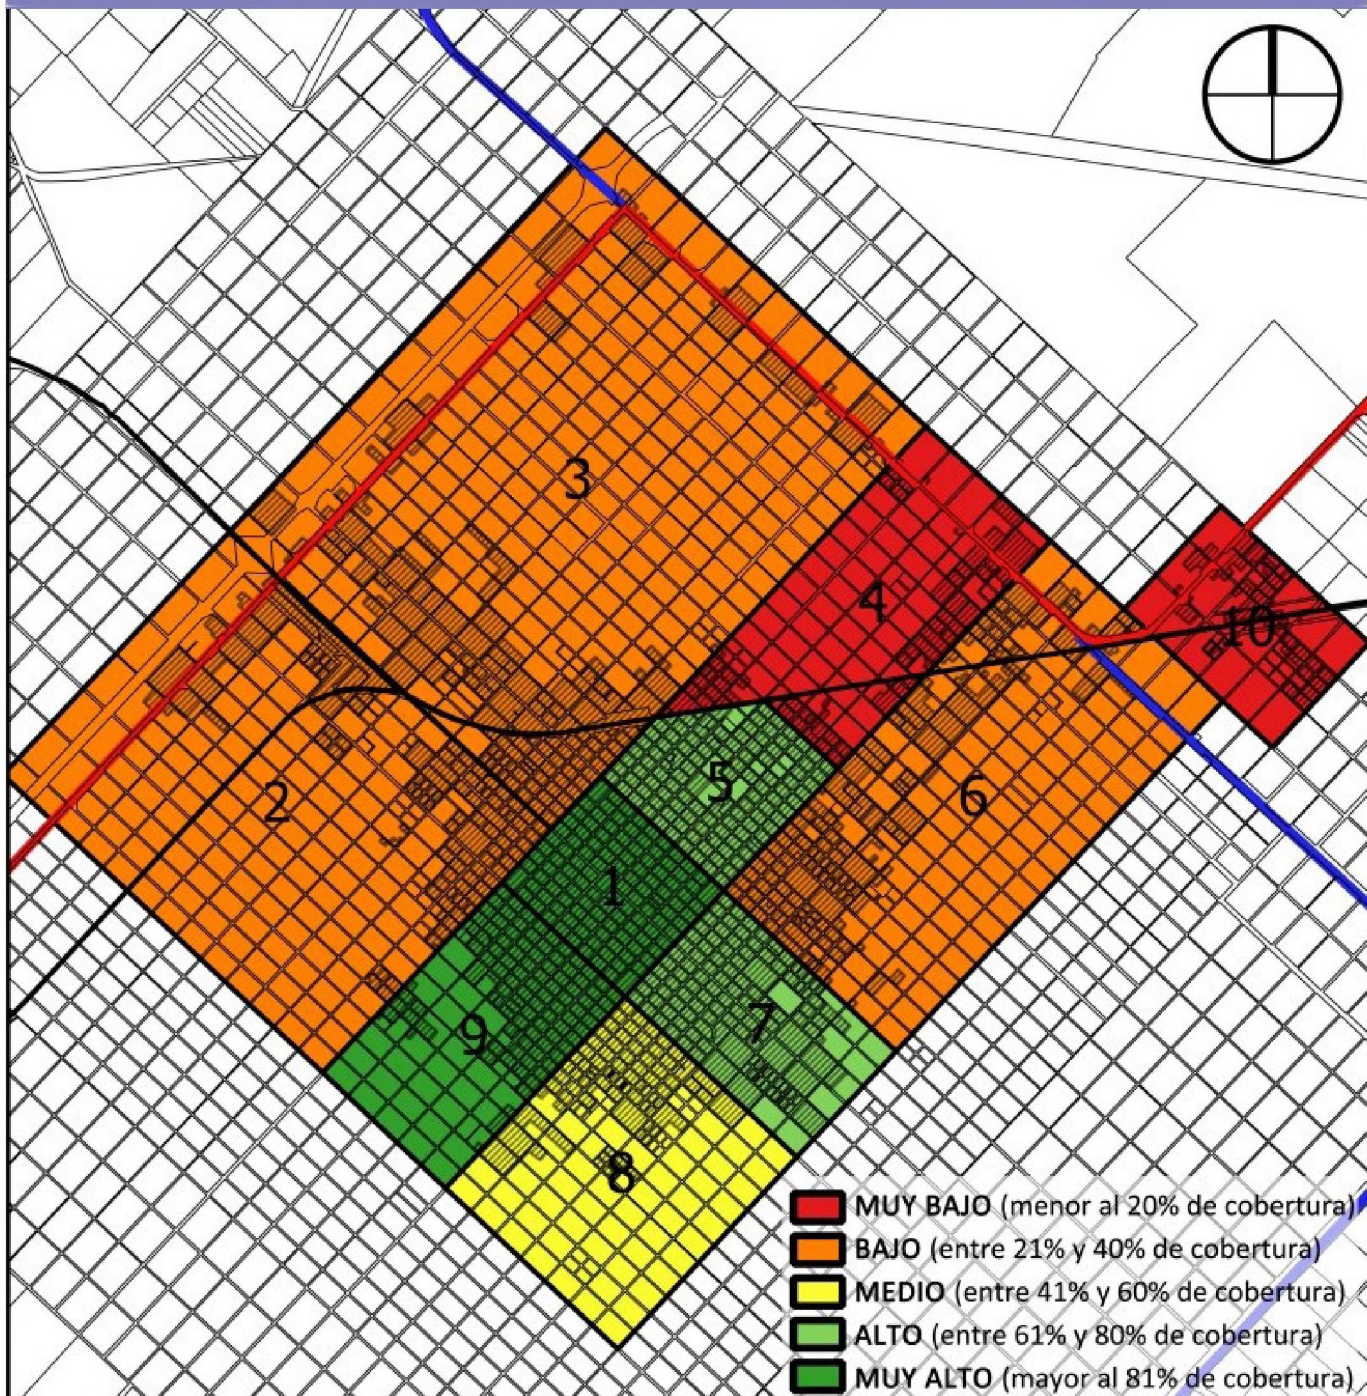 3
4
10
5
2
6
1
7
9
8
MUY BAJO (menor al 20% de cobertura)
BAJO (entre 21% y 40% de cobertura)
MEDIO (entre 41% y 60% de cobertura)
ALTO (entre 61% y 80% de cobertura)
MUY ALTO (mayor al 81% de cobertura)